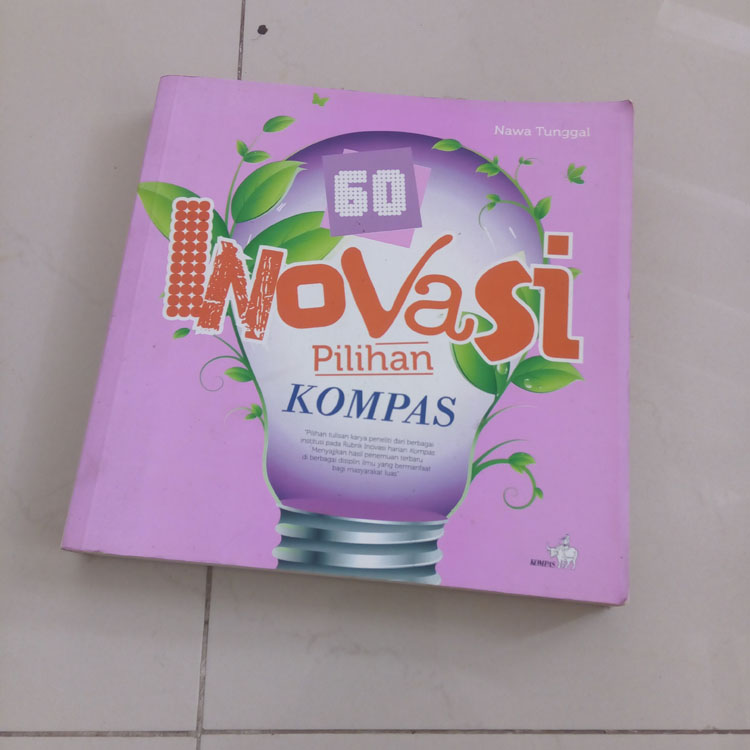 Nawa Tunggal
60
INOVasi
Pilihan
KOMPAS
"Pilihan tulisan karya peneliti dari berbagai
institusi pada Rubrik Inovasi harian Kompas
Menyajikan hasil penemuan terbaru
di berbagai disiplin ilmu yang bermanfaat
bagi masyarakat luas"
KOMPAS